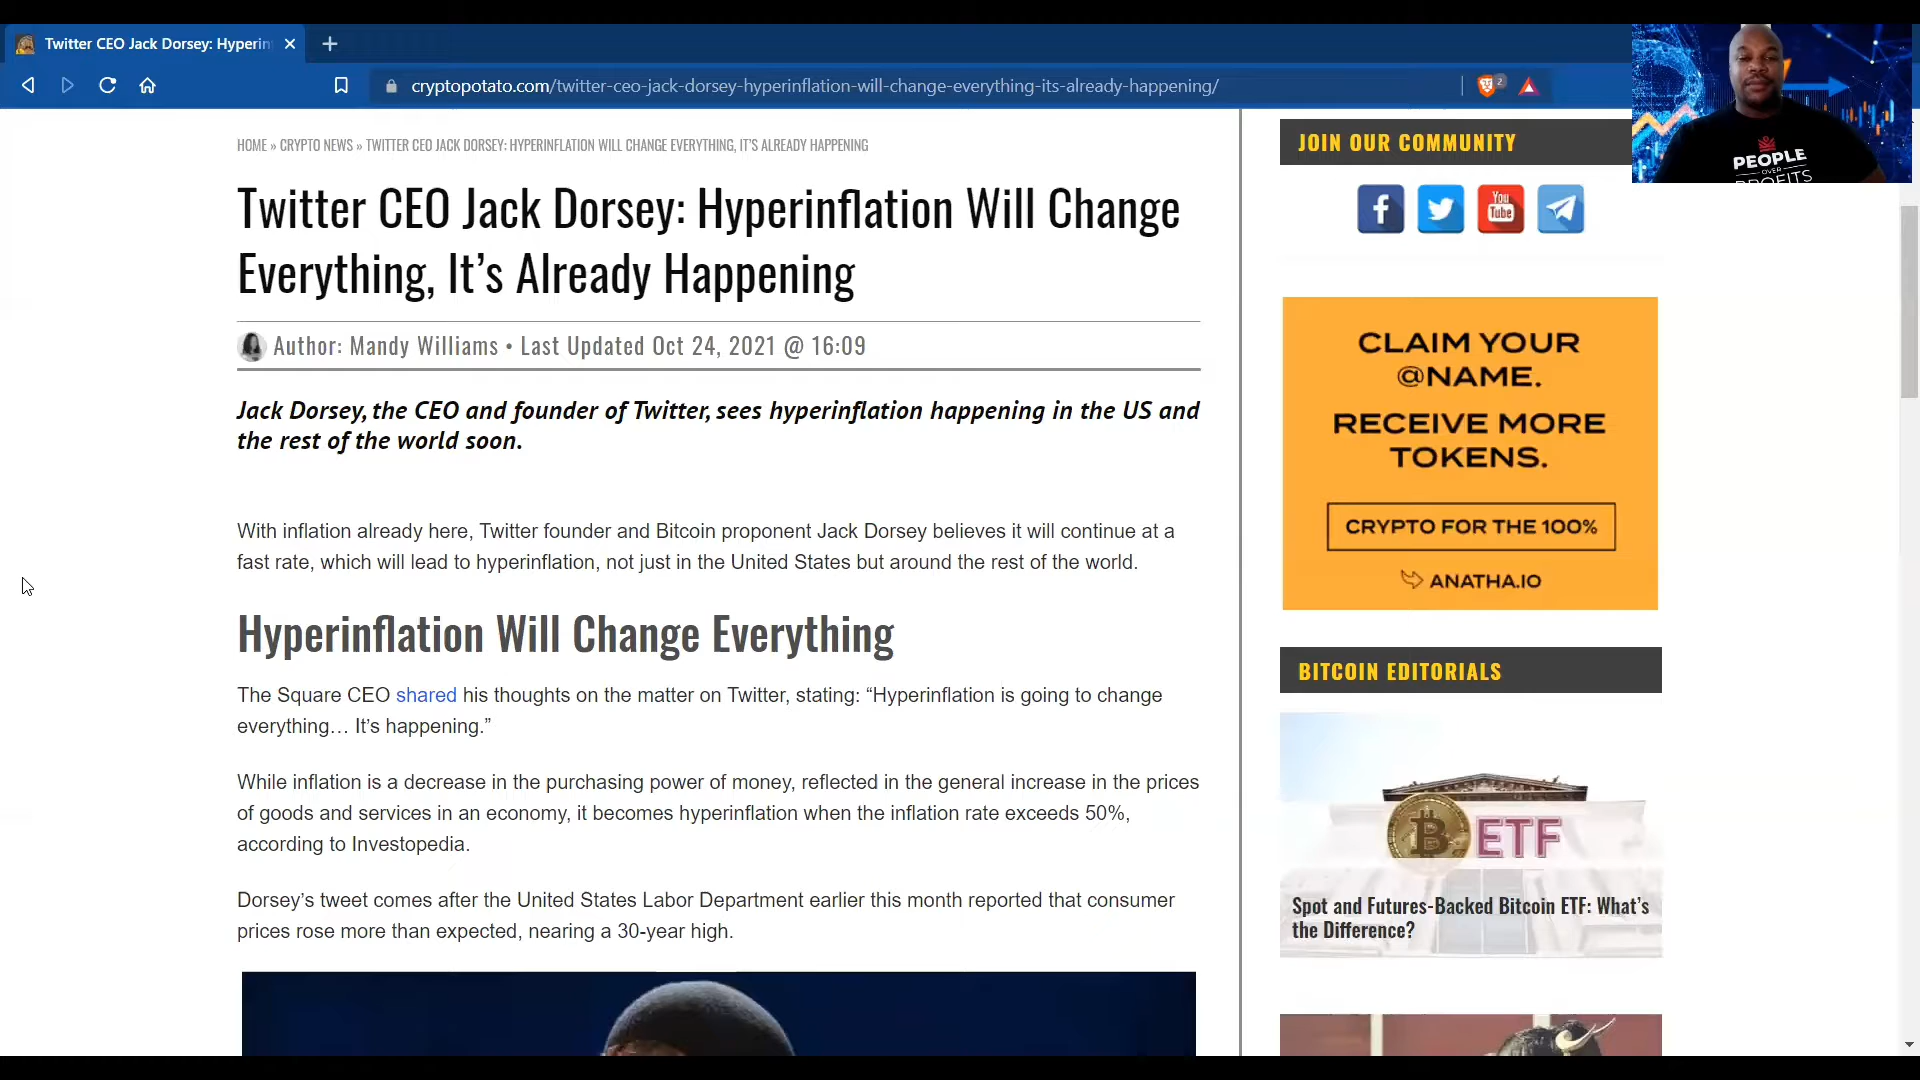 Twitter CEO Jack Dorsey: Hyperin
cryptopotato.com/twitter-ceo-jack-dorsey-hyperinflation-will-change-everything-its-already-happening/
2
PEOPLE
OVER
PROFITS
HOME » CRYPTO NEWS » TWITTER CEO JACK DORSEY: HYPERINFLATION WILL CHANGE EVERYTHING, IT'S ALREADY HAPPENING
Twitter CEO Jack Dorsey: Hyperinflation Will Change
Everything, It’s Already Happening
Author: Mandy Williams • Last Updated Oct 24, 2021 @ 16:09
Jack Dorsey, the CEO and founder of Twitter, sees hyperinflation happening in the US and
the rest of the world soon.
With inflation already here, Twitter founder and Bitcoin proponent Jack Dorsey believes it will continue at a
fast rate, which will lead to hyperinflation, not just in the United States but around the rest of the world.
Hyperinflation Will Change Everything
The Square CEO shared his thoughts on the matter on Twitter, stating: “Hyperinflation is going to change
everything… It’s happening.”
While inflation is a decrease in the purchasing power of money, reflected in the general increase in the prices
of goods and services in an economy, it becomes hyperinflation when the inflation rate exceeds 50%,
according to Investopedia.
Dorsey’s tweet comes after the United States Labor Department earlier this month reported that consumer
prices rose more than expected, nearing a 30-year high.
JOIN OUR COMMUNITY
You
Tube
CLAIM YOUR
@NAME.
RECEIVE MORE
TOKENS.
CRYPTO FOR THE 100%
ANATHA.IO
BITCOIN EDITORIALS
ETF
Spot and Futures-Backed Bitcoin ETF: What’s
the Difference?